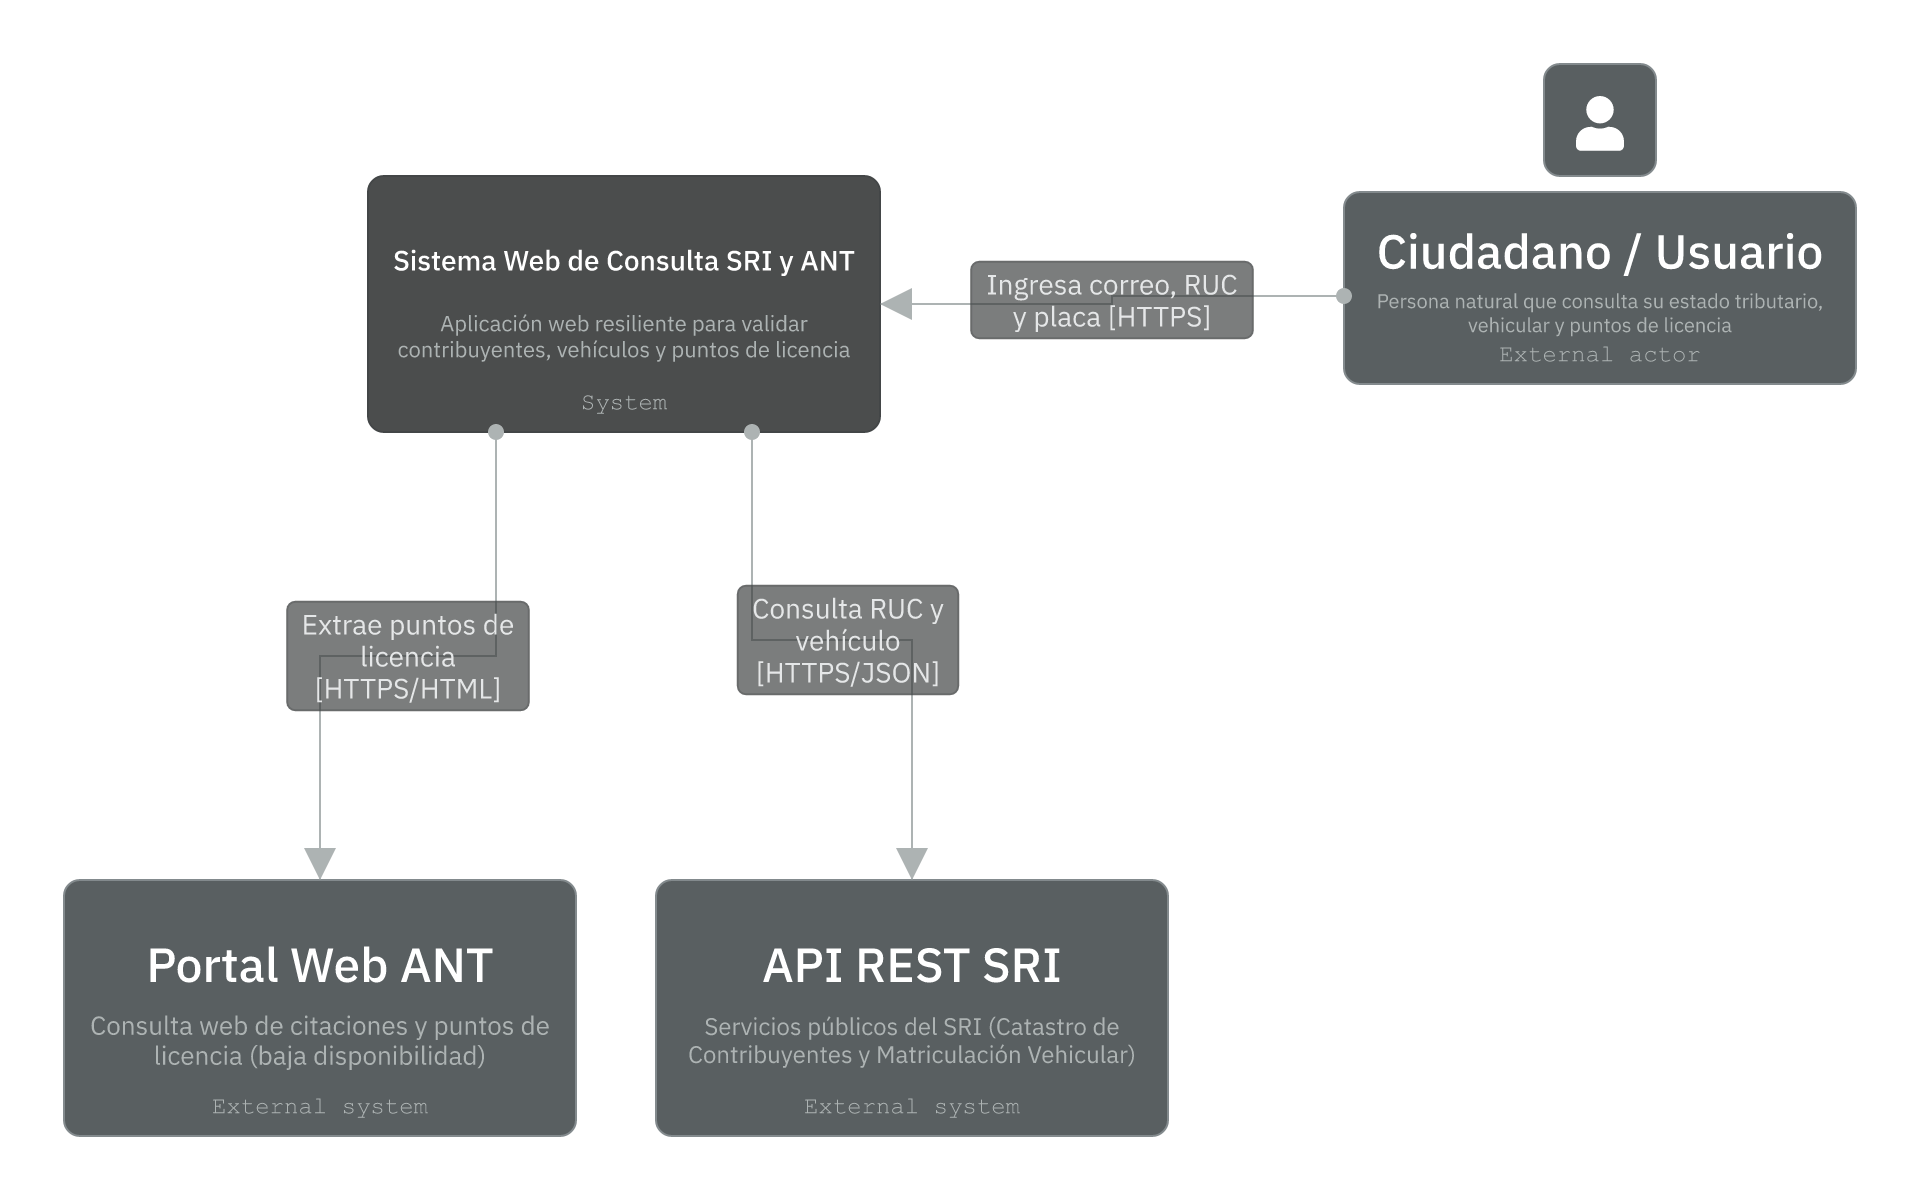 Ciudadano / Usuario
Persona natural que consulta su estado tributario,
vehicular y puntos de licencia
External actor
Sistema Web de Consulta SRI y ANT
Aplicación web resiliente para validar
contribuyentes, vehículos y puntos de licencia
System
Ingresa correo, RUC
y placa [HTTPS]
Extrae puntos de
licencia
[HTTPS/HTML]
Consulta RUC y
vehículo
[HTTPS/JSON]
Portal Web ANT
Consulta web de citaciones y puntos de
licencia (baja disponibilidad)
External system
API REST SRI
Servicios públicos del SRI (Catastro de
Contribuyentes y Matriculación Vehicular)
External system